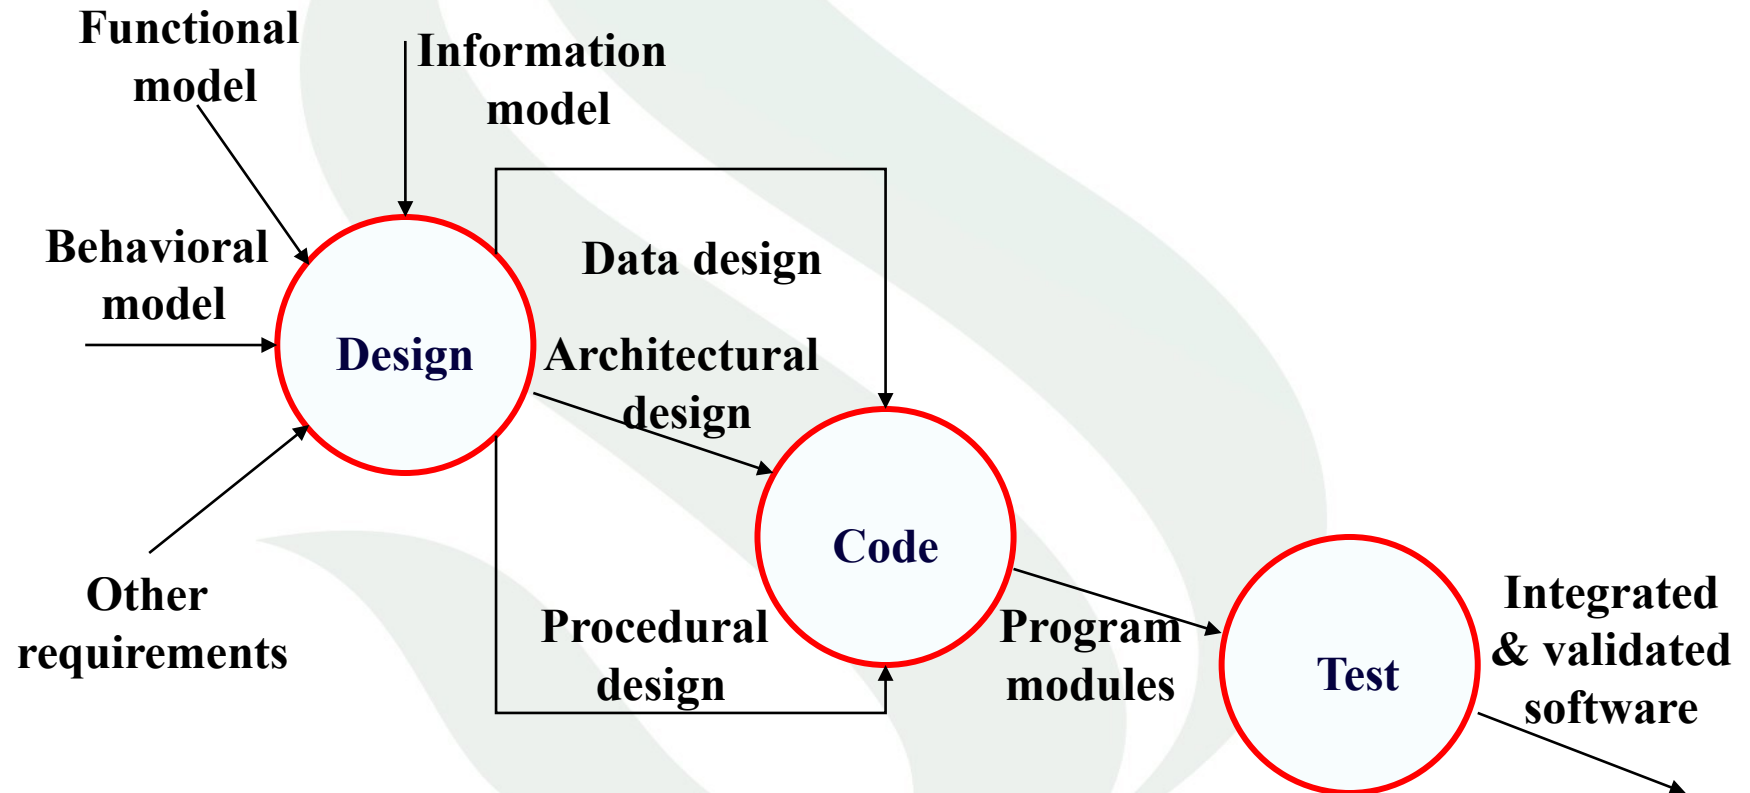 Functional
model
Information
model
Behavioral
model
Data design
Design
Architectural
design
Code
Other
requirements
Procedural
design
Program
modules
Test
Integrated
& validated
software